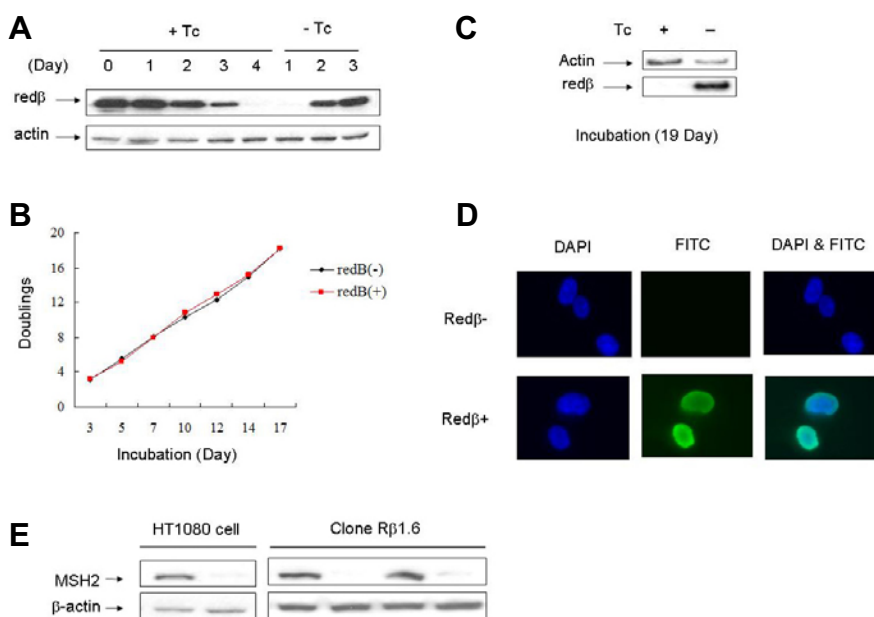 A
+ Tc - Tc
(Day) 0 1 2 3 4 1 2 3
redβ
actin
B
20
16
12
8
4
0
Doublings
redB(-)
redB(+)
3 5 7 10 12 14 17
Incubation (Day)
C
Tc + –
Actin
redβ
Incubation (19 Day)
D
DAPI FITC DAPI & FITC
Redβ-
Redβ+
E
HT1080 cell Clone Rβ1.6
MSH2
β-actin